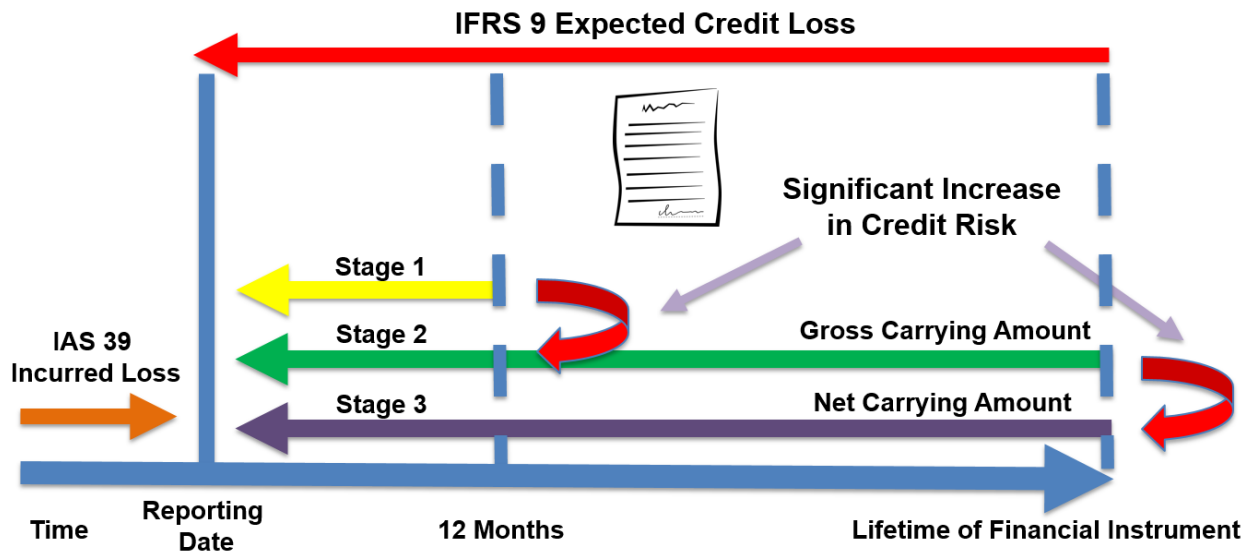 IFRS 9 Expected Credit Loss
Significant Increase
in Credit Risk
Stage 1
IAS 39
Incurred Loss
Stage 2
Gross Carrying Amount
Stage 3
Net Carrying Amount
Time
Reporting
Date
12 Months
Lifetime of Financial Instrument